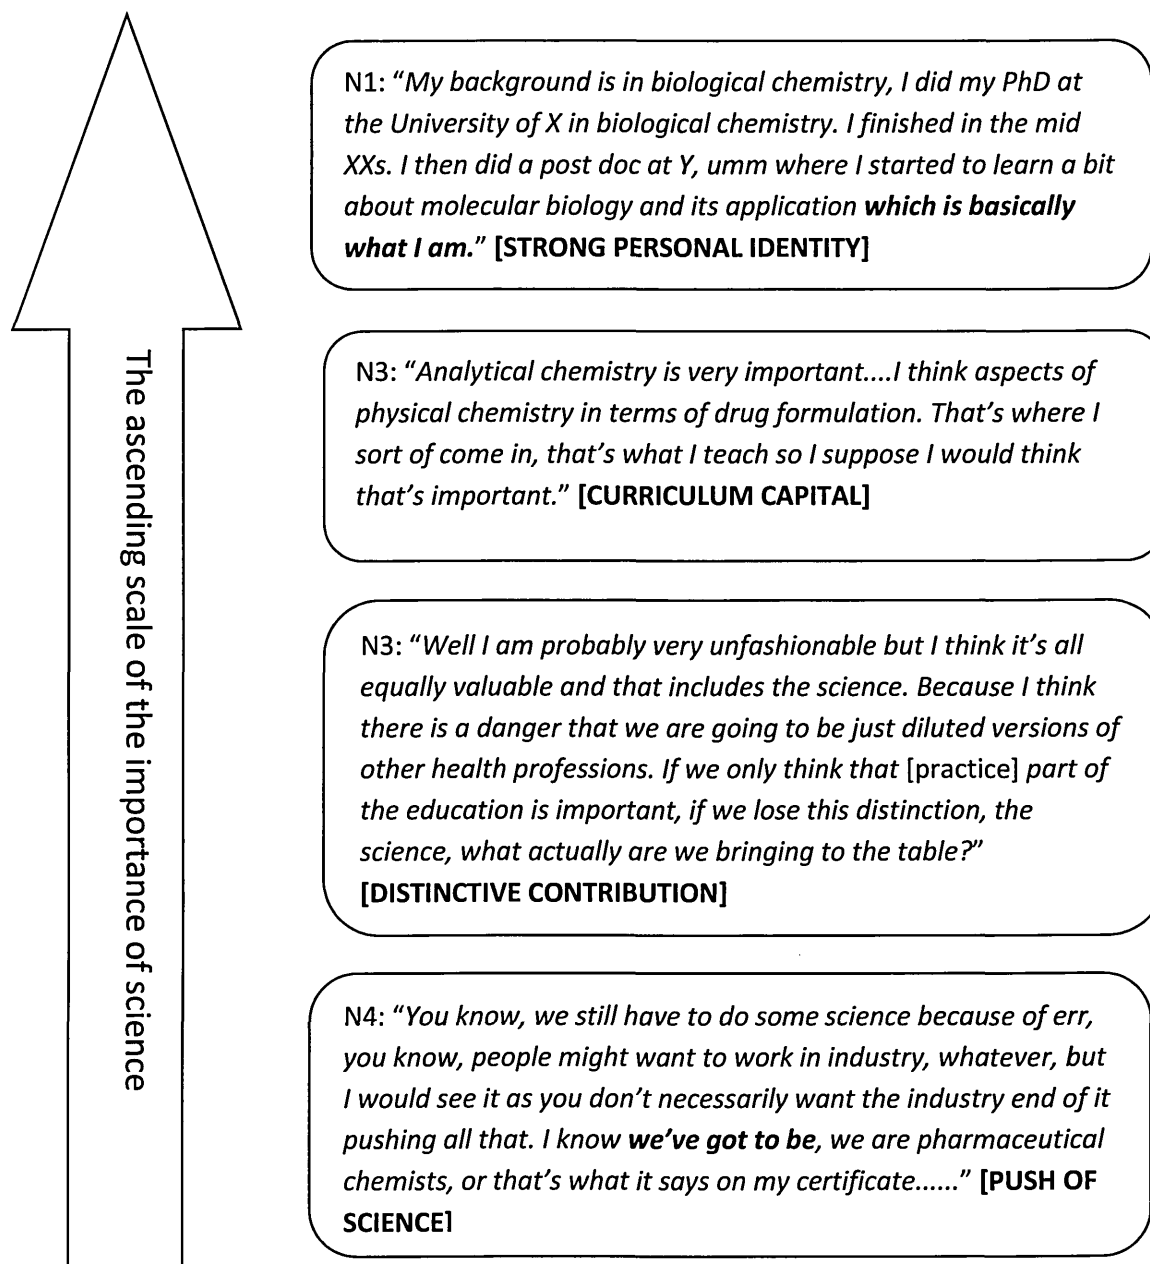 The ascending scale of the importance of science
N1: “My background is in biological chemistry, I did my PhD at
the University of X in biological chemistry. I finished in the mid
XXs. I then did a post doc at Y, umm where I started to learn a bit
about molecular biology and its application which is basically
what I am.” [STRONG PERSONAL IDENTITY]
N3: “Analytical chemistry is very important....I think aspects of
physical chemistry in terms of drug formulation. That’s where I
sort of come in, that’s what I teach so I suppose I would think
that’s important.” [CURRICULUM CAPITAL]
N3: “Well I am probably very unfashionable but I think it’s all
equally valuable and that includes the science. Because I think
there is a danger that we are going to be just diluted versions of
other health professions. If we only think that [practice] part of
the education is important, if we lose this distinction, the
science, what actually are we bringing to the table?”
[DISTINCTIVE CONTRIBUTION]
N4: “You know, we still have to do some science because of err,
you know, people might want to work in industry, whatever, but
I would see it as you don’t necessarily want the industry end of it
pushing all that. I know we’ve got to be, we are pharmaceutical
chemists, or that’s what it says on my certificate......” [PUSH OF
SCIENCE]